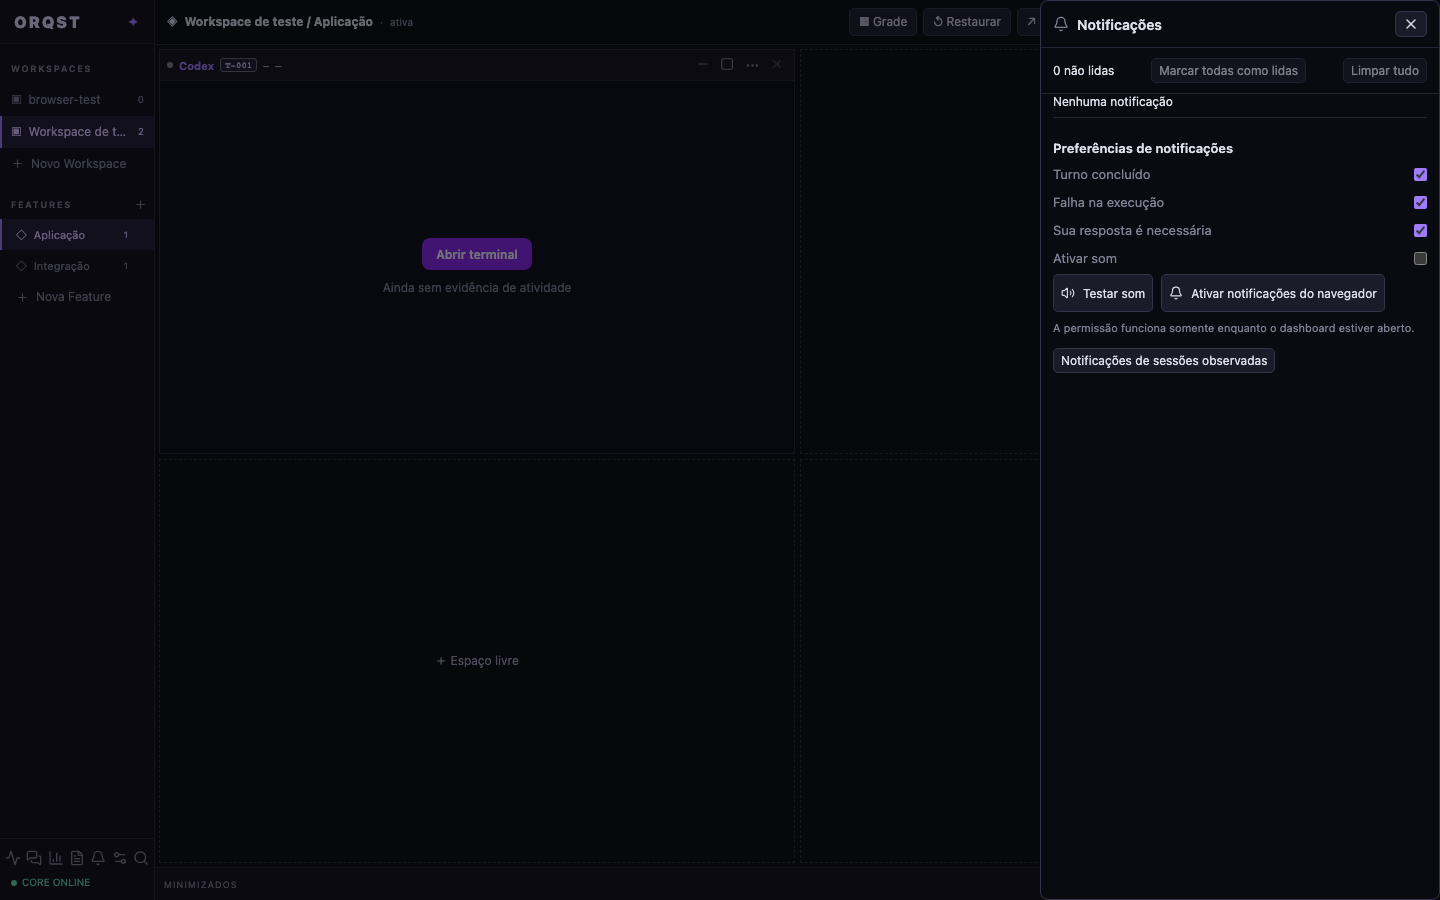 ORQST
WORKSPACES
browser-test 0
Workspace de t... 2
+ Novo Workspace
FEATURES +
Aplicação 1
Integração 1
+ Nova Feature
CORE ONLINE
Workspace de teste / Aplicação · ativa
Grade
Restaurar
Codex T-001 — —
Abrir terminal
Ainda sem evidência de atividade
+ Espaço livre
MINIMIZADOS
Notificações
0 não lidas Marcar todas como lidas Limpar tudo
Nenhuma notificação
Preferências de notificações
Turno concluído
Falha na execução
Sua resposta é necessária
Ativar som
Testar som Ativar notificações do navegador
A permissão funciona somente enquanto o dashboard estiver aberto.
Notificações de sessões observadas